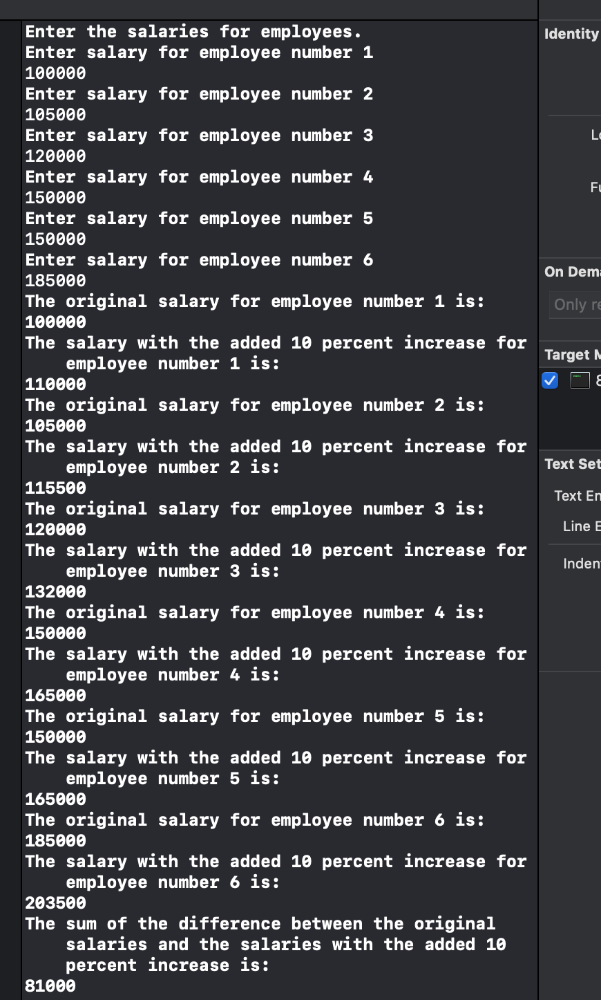 Enter the salaries for employees.
Enter salary for employee number 1
100000
Enter salary for employee number 2
105000
Enter salary for employee number 3
120000
Enter salary for employee number 4
150000
Enter salary for employee number 5
150000
Enter salary for employee number 6
185000
The original salary for employee number 1 is:
100000
The salary with the added 10 percent increase for
employee number 1 is:
110000
The original salary for employee number 2 is:
105000
The salary with the added 10 percent increase for
employee number 2 is:
115500
The original salary for employee number 3 is:
120000
The salary with the added 10 percent increase for
employee number 3 is:
132000
The original salary for employee number 4 is:
150000
The salary with the added 10 percent increase for
employee number 4 is:
165000
The original salary for employee number 5 is:
150000
The salary with the added 10 percent increase for
employee number 5 is:
165000
The original salary for employee number 6 is:
185000
The salary with the added 10 percent increase for
employee number 6 is:
203500
The sum of the difference between the original
salaries and the salaries with the added 10
percent increase is:
81000
Identity
On
Only
Target
Text
Text
Line